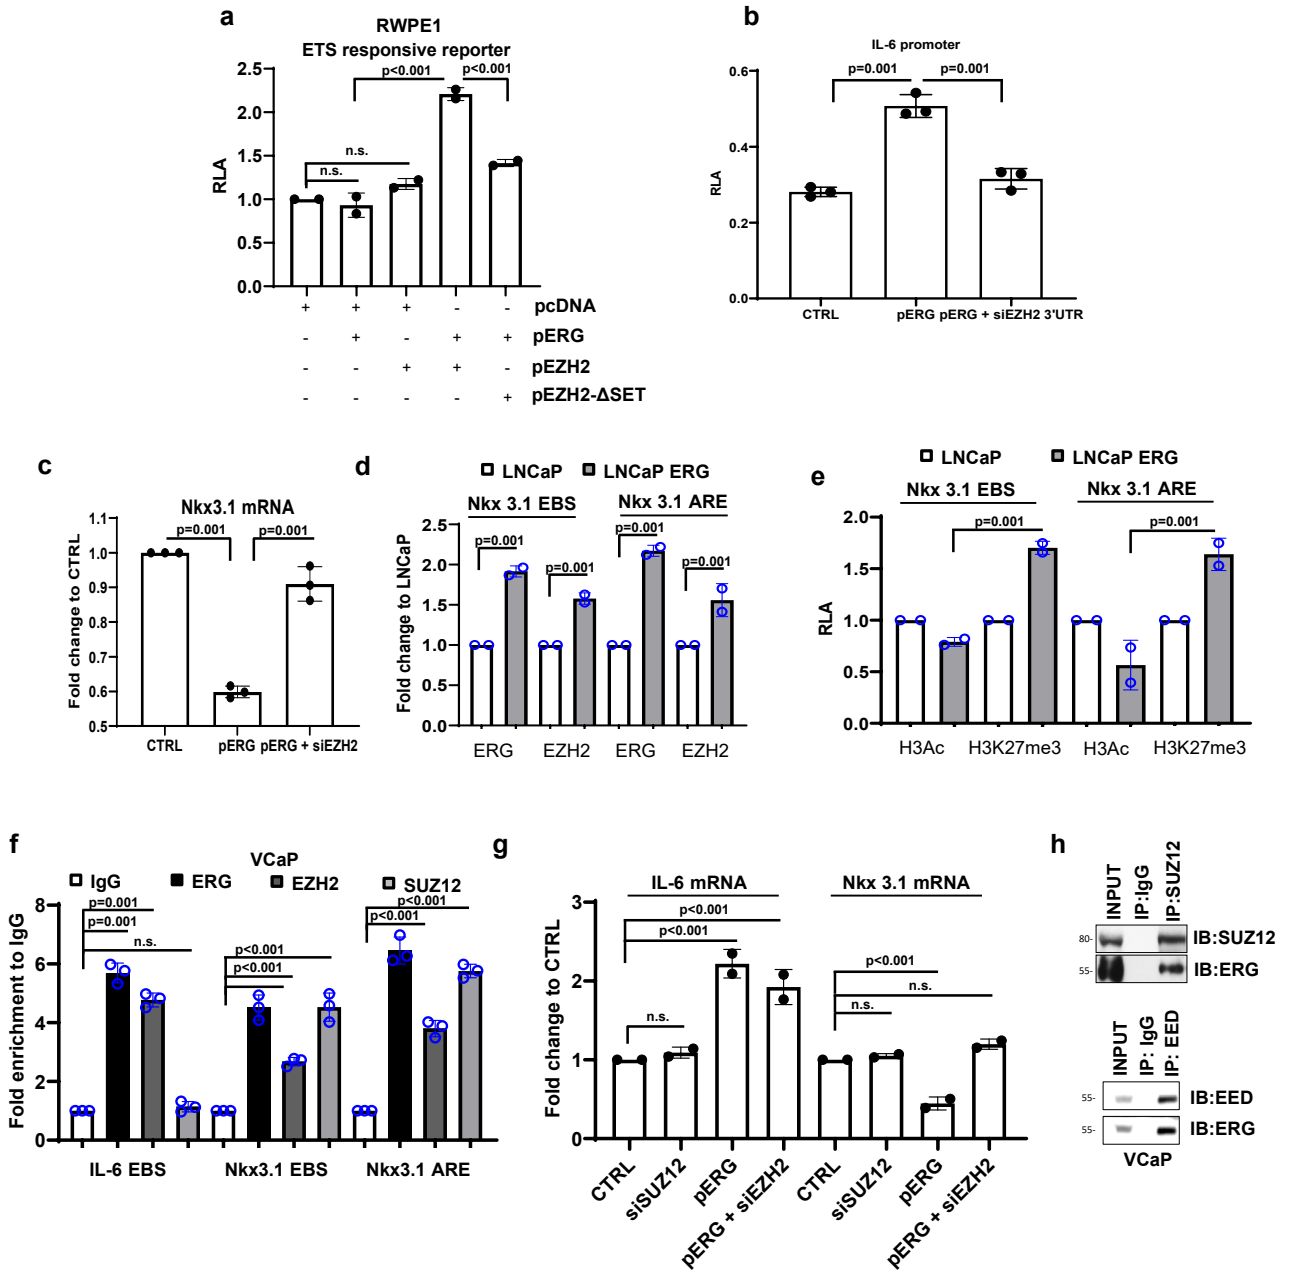 a
RWPE1
ETS responsive reporter
p<0.001
p<0.001
n.s.
n.s.
RLA
2.5
2.0
1.5
1.0
0.5
0.0
+ + + - - pcDNA
- + - + + pERG
- - + + - pEZH2
- - - - + pEZH2-ΔSET
b
IL-6 promoter
p=0.001
p=0.001
RLA
0.6
0.4
0.2
0.0
CTRL
pERG
pERG + siEZH2 3'UTR
c
Nkx3.1 mRNA
p=0.001
p=0.001
Fold change to CTRL
1.1
1.0
0.9
0.8
0.7
0.6
0.5
CTRL
pERG
pERG + siEZH2
d
LNCaP
LNCaP ERG
Nkx 3.1 EBS
Nkx 3.1 ARE
p=0.001
p=0.001
p=0.001
p=0.001
Fold change to LNCaP
2.5
2.0
1.5
1.0
0.5
0.0
ERG
EZH2
ERG
EZH2
e
LNCaP
LNCaP ERG
Nkx 3.1 EBS
Nkx 3.1 ARE
p=0.001
p=0.001
RLA
2.0
1.5
1.0
0.5
0.0
H3Ac
H3K27me3
H3Ac
H3K27me3
f
VCaP
IgG
ERG
EZH2
SUZ12
p=0.001
p=0.001
n.s.
p<0.001
p<0.001
p<0.001
p<0.001
Fold enrichment to IgG
8
6
4
2
0
IL-6 EBS
Nkx3.1 EBS
Nkx3.1 ARE
g
IL-6 mRNA
Nkx 3.1 mRNA
p<0.001
p<0.001
n.s.
p<0.001
n.s.
n.s.
Fold change to CTRL
3
2
1
0
CTRL
siSUZ12
pERG
pERG + siEZH2
CTRL
siSUZ12
pERG
pERG + siEZH2
h
INPUT
IP:IgG
IP:SUZ12
80-
IB:SUZ12
55-
IB:ERG
INPUT
IP: IgG
IP: EED
55-
IB:EED
55-
IB:ERG
VCaP